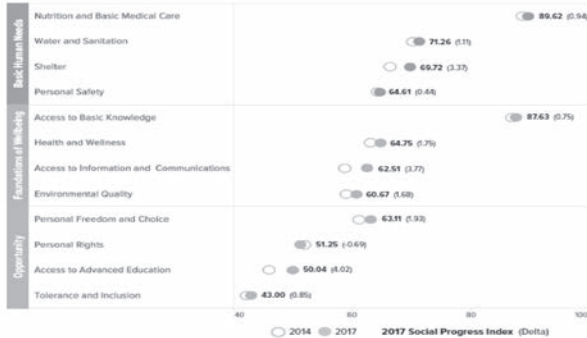 Basic Human Needs
Nutrition and Basic Medical Care 89.62 (0.94)
Water and Sanitation 71.26 (1.11)
Shelter 69.72 (3.37)
Personal Safety 64.61 (0.44)
Foundations of Wellbeing
Access to Basic Knowledge 87.63 (0.75)
Health and Wellness 64.75 (1.75)
Access to Information and Communications 62.51 (3.77)
Environmental Quality 60.67 (1.68)
Opportunity
Personal Freedom and Choice 63.11 (1.93)
Personal Rights 51.25 (-0.69)
Access to Advanced Education 50.04 (4.02)
Tolerance and Inclusion 43.00 (0.85)
40 60 80 100
2014 2017 2017 Social Progress Index (Delta)